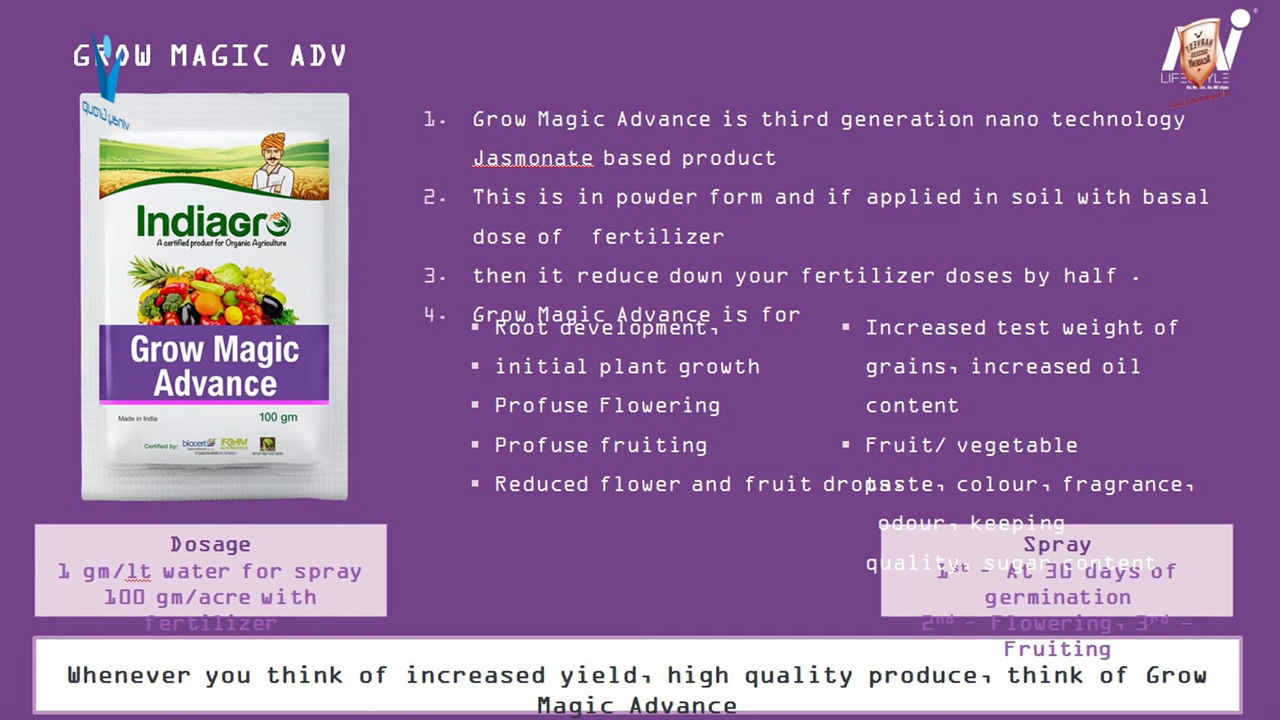 GROW MAGIC ADV
LIFESTYLE
Vinay Group
HARVEST
SUCCESS
ACADEMY
Indiagro
A certified product for Organic Agriculture
Grow Magic
Advance
Made in India
100 gm
Certified by:
biocert
IFOAM
1. Grow Magic Advance is third generation nano technology
Jasmonate based product
2. This is in powder form and if applied in soil with basal
dose of fertilizer
3. then it reduce down your fertilizer doses by half .
4. Grow Magic Advance is for
▪ Root development,
▪ initial plant growth
▪ Profuse Flowering
▪ Profuse fruiting
▪ Reduced flower and fruit drops
▪ Increased test weight of
grains, increased oil
content
▪ Fruit/ vegetable
taste, colour, fragrance,
odour, keeping
quality, sugar content
Dosage
1 gm/lt water for spray
100 gm/acre with
fertilizer
Spray
1st - At 30 days of
germination
2nd - Flowering, 3rd -
Fruiting
Whenever you think of increased yield, high quality produce, think of Grow
Magic Advance